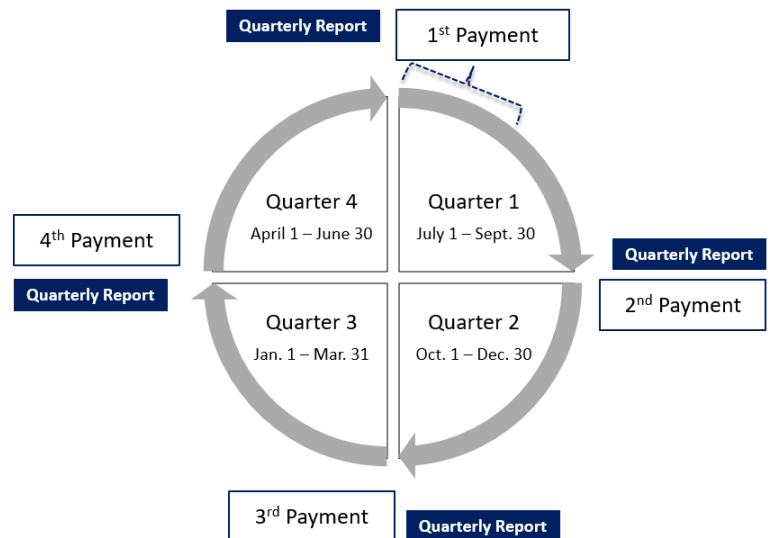 Quarterly Report
1st Payment
Quarter 4
April 1 – June 30
Quarter 1
July 1 – Sept. 30
4th Payment
Quarterly Report
Quarterly Report
2nd Payment
Quarter 3
Jan. 1 – Mar. 31
Quarter 2
Oct. 1 – Dec. 30
3rd Payment
Quarterly Report